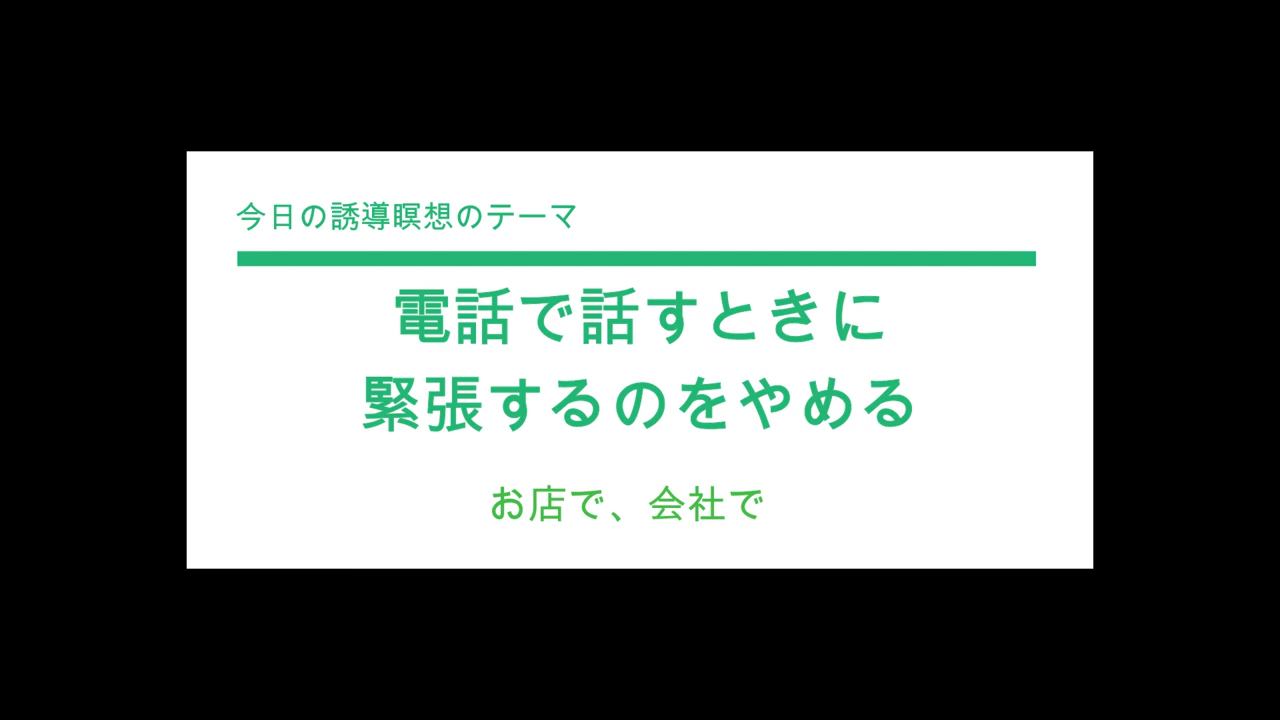 今日の誘導瞑想のテーマ
電話で話すときに
緊張するのをやめる
お店で、会社で